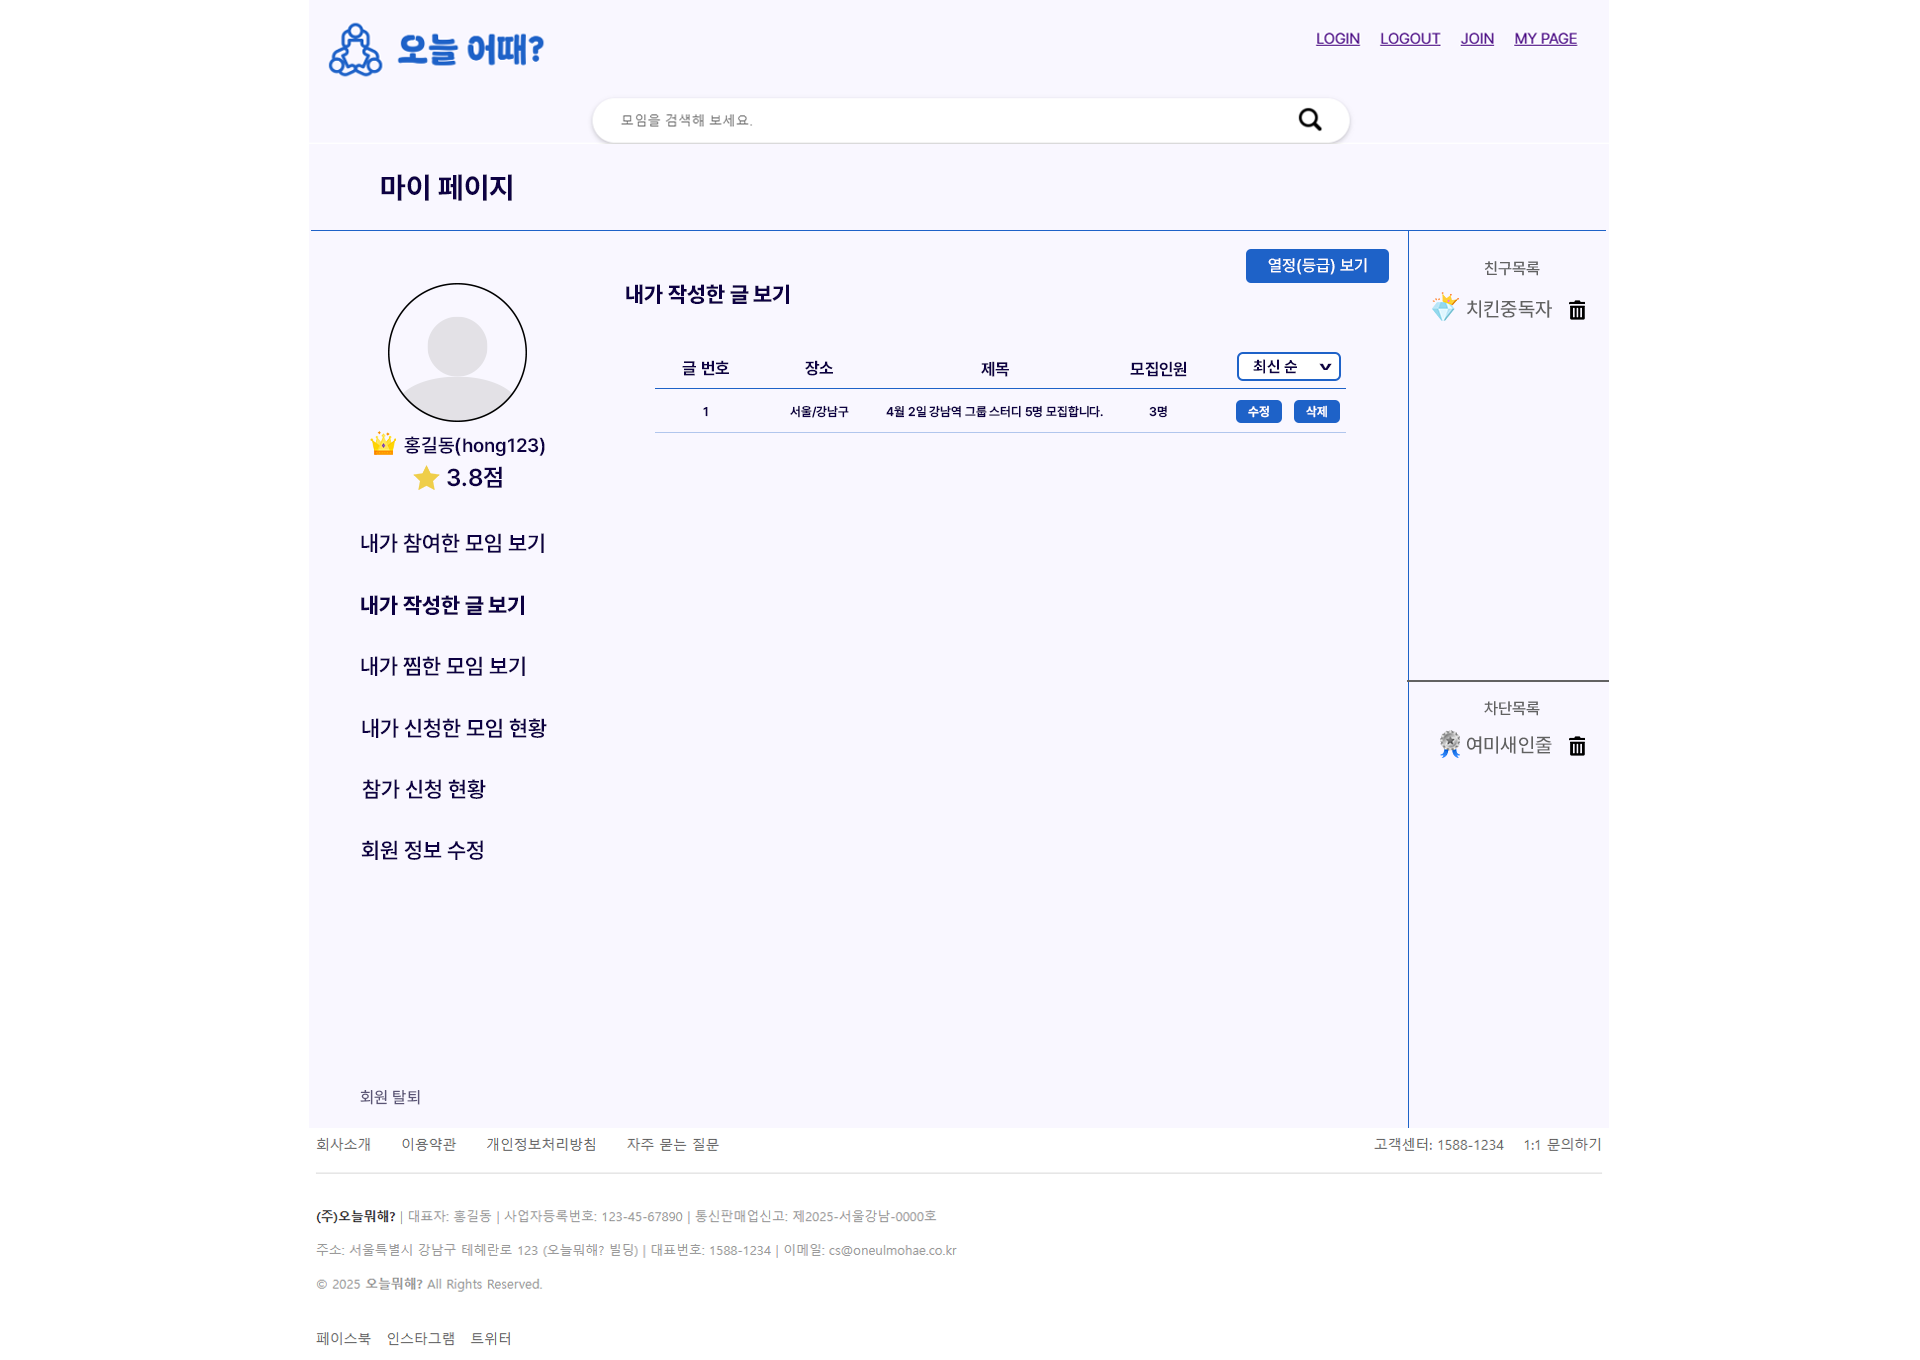 오늘 어때?
LOGIN LOGOUT JOIN MY PAGE
모임을 검색해 보세요.
마이 페이지
열정(등급) 보기
내가 작성한 글 보기
글 번호 장소 제목 모집인원 최신 순
1 서울/강남구 4월 2일 강남역 그룹 스터디 5명 모집합니다. 3명 수정 삭제
홍길동(hong123)
3.8점
내가 참여한 모임 보기
내가 작성한 글 보기
내가 찜한 모임 보기
내가 신청한 모임 현황
참가 신청 현황
회원 정보 수정
회원 탈퇴
친구목록
치킨중독자
차단목록
여미새인줄
회사소개 이용약관 개인정보처리방침 자주 묻는 질문 고객센터: 1588-1234 1:1 문의하기
(주)오늘뭐해? | 대표자: 홍길동 | 사업자등록번호: 123-45-67890 | 통신판매업신고: 제2025-서울강남-0000호
주소: 서울특별시 강남구 테헤란로 123 (오늘뭐해? 빌딩) | 대표번호: 1588-1234 | 이메일: cs@oneulmohae.co.kr
© 2025 오늘뭐해? All Rights Reserved.
페이스북 인스타그램 트위터